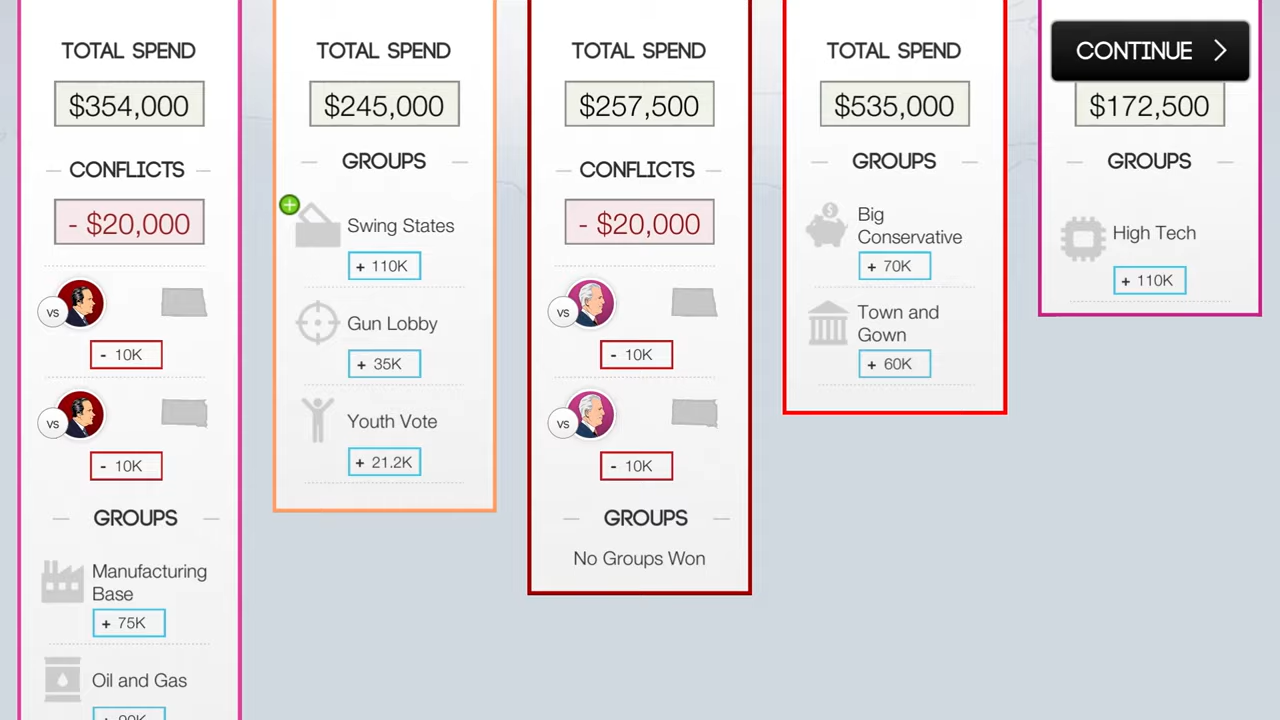 TOTAL SPEND
$354,000
CONFLICTS
- $20,000
vs
- 10K
vs
- 10K
GROUPS
Manufacturing
Base
+ 75K
Oil and Gas
TOTAL SPEND
$245,000
GROUPS
Swing States
+ 110K
Gun Lobby
+ 35K
Youth Vote
+ 21.2K
TOTAL SPEND
$257,500
CONFLICTS
- $20,000
vs
- 10K
vs
- 10K
GROUPS
No Groups Won
TOTAL SPEND
$535,000
GROUPS
Big
Conservative
+ 70K
Town and
Gown
+ 60K
CONTINUE
$172,500
GROUPS
High Tech
+ 110K